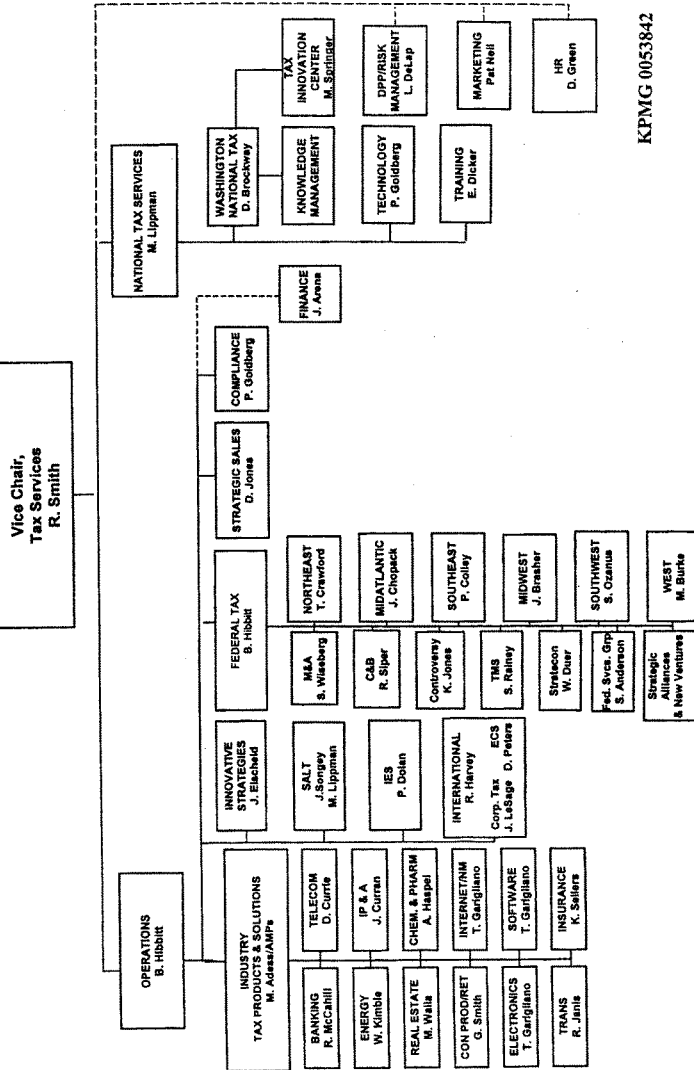 Vice Chair,
Tax Services
R. Smith
OPERATIONS
B. Hibbitt
NATIONAL TAX SERVICES
M. Lippman
INDUSTRY
TAX PRODUCTS & SOLUTIONS
M. Adess/AMPs
BANKING
R. McCahill
TELECOM
D. Currie
ENERGY
W. Kimble
IP & A
J. Curran
REAL ESTATE
M. Walia
CHEM. & PHARM
A. Haspel
CON PROD/RET
G. Smith
INTERNET/NM
T. Garigliano
ELECTRONICS
T. Garigliano
SOFTWARE
T. Garigliano
TRANS
R. Janis
INSURANCE
K. Sellers
INNOVATIVE
STRATEGIES
J. Eischeid
SALT
J.Songey
M. Lippman
IES
P. Dolan
INTERNATIONAL
R. Harvey
Corp. Tax ECS
J. LeSage D. Peters
FEDERAL TAX
B. Hibbitt
M&A
S. Wiseberg
NORTHEAST
T. Crawford
C&B
R. Siper
MIDATLANTIC
J. Chopack
Controversy
K. Jones
SOUTHEAST
P. Colley
TMS
S. Rainey
MIDWEST
J. Brasher
Stratecon
W. Duer
SOUTHWEST
S. Ozanus
Fed. Svcs. Grp
S. Anderson
WEST
M. Burke
Strategic
Alliances
& New Ventures
STRATEGIC SALES
D. Jones
COMPLIANCE
P. Goldberg
FINANCE
J. Arena
WASHINGTON
NATIONAL TAX
D. Brockway
KNOWLEDGE
MANAGEMENT
TAX
INNOVATION
CENTER
M. Springer
TECHNOLOGY
P. Goldberg
DPP/RISK
MANAGEMENT
L. DeLap
TRAINING
E. Dicker
MARKETING
Pat Neil
HR
D. Green
KPMG 0053842